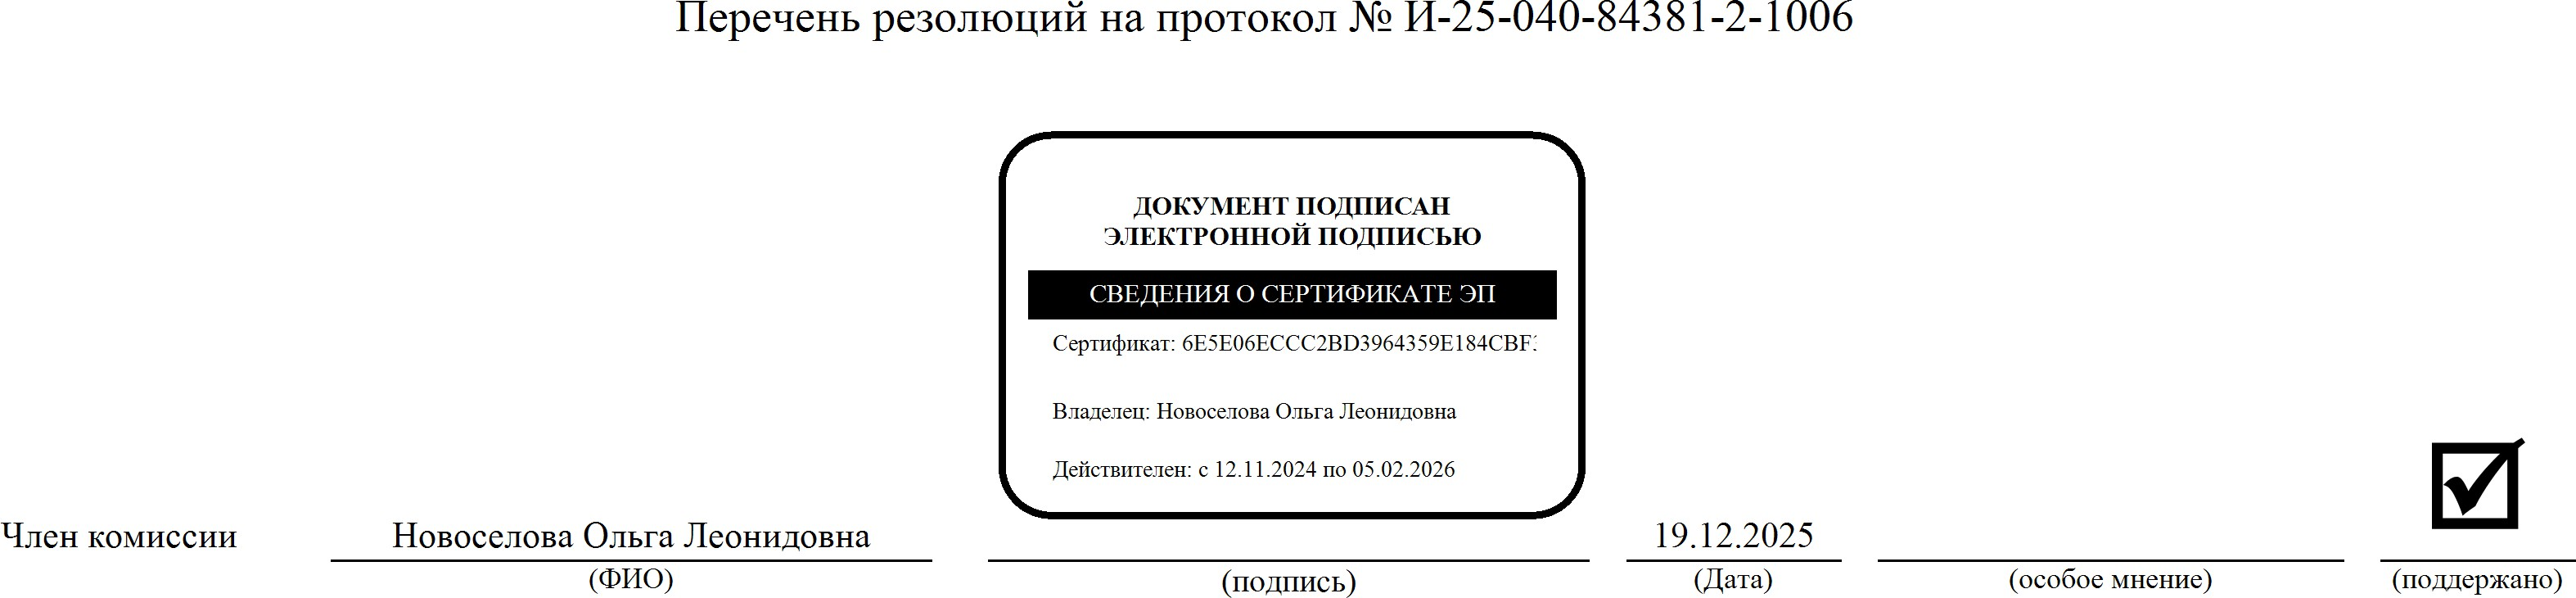 Перечень резолюций на протокол № И-25-040-84381-2-1006
ДОКУМЕНТ ПОДПИСАН
ЭЛЕКТРОННОЙ ПОДПИСЬЮ
СВЕДЕНИЯ О СЕРТИФИКАТЕ ЭП
Сертификат: 6E5E06ECCC2BD3964359E184CBF
Владелец: Новоселова Ольга Леонидовна
Действителен: с 12.11.2024 по 05.02.2026
Член комиссии Новоселова Ольга Леонидовна 19.12.2025
(ФИО) (подпись) (Дата) (особое мнение) (поддержано)